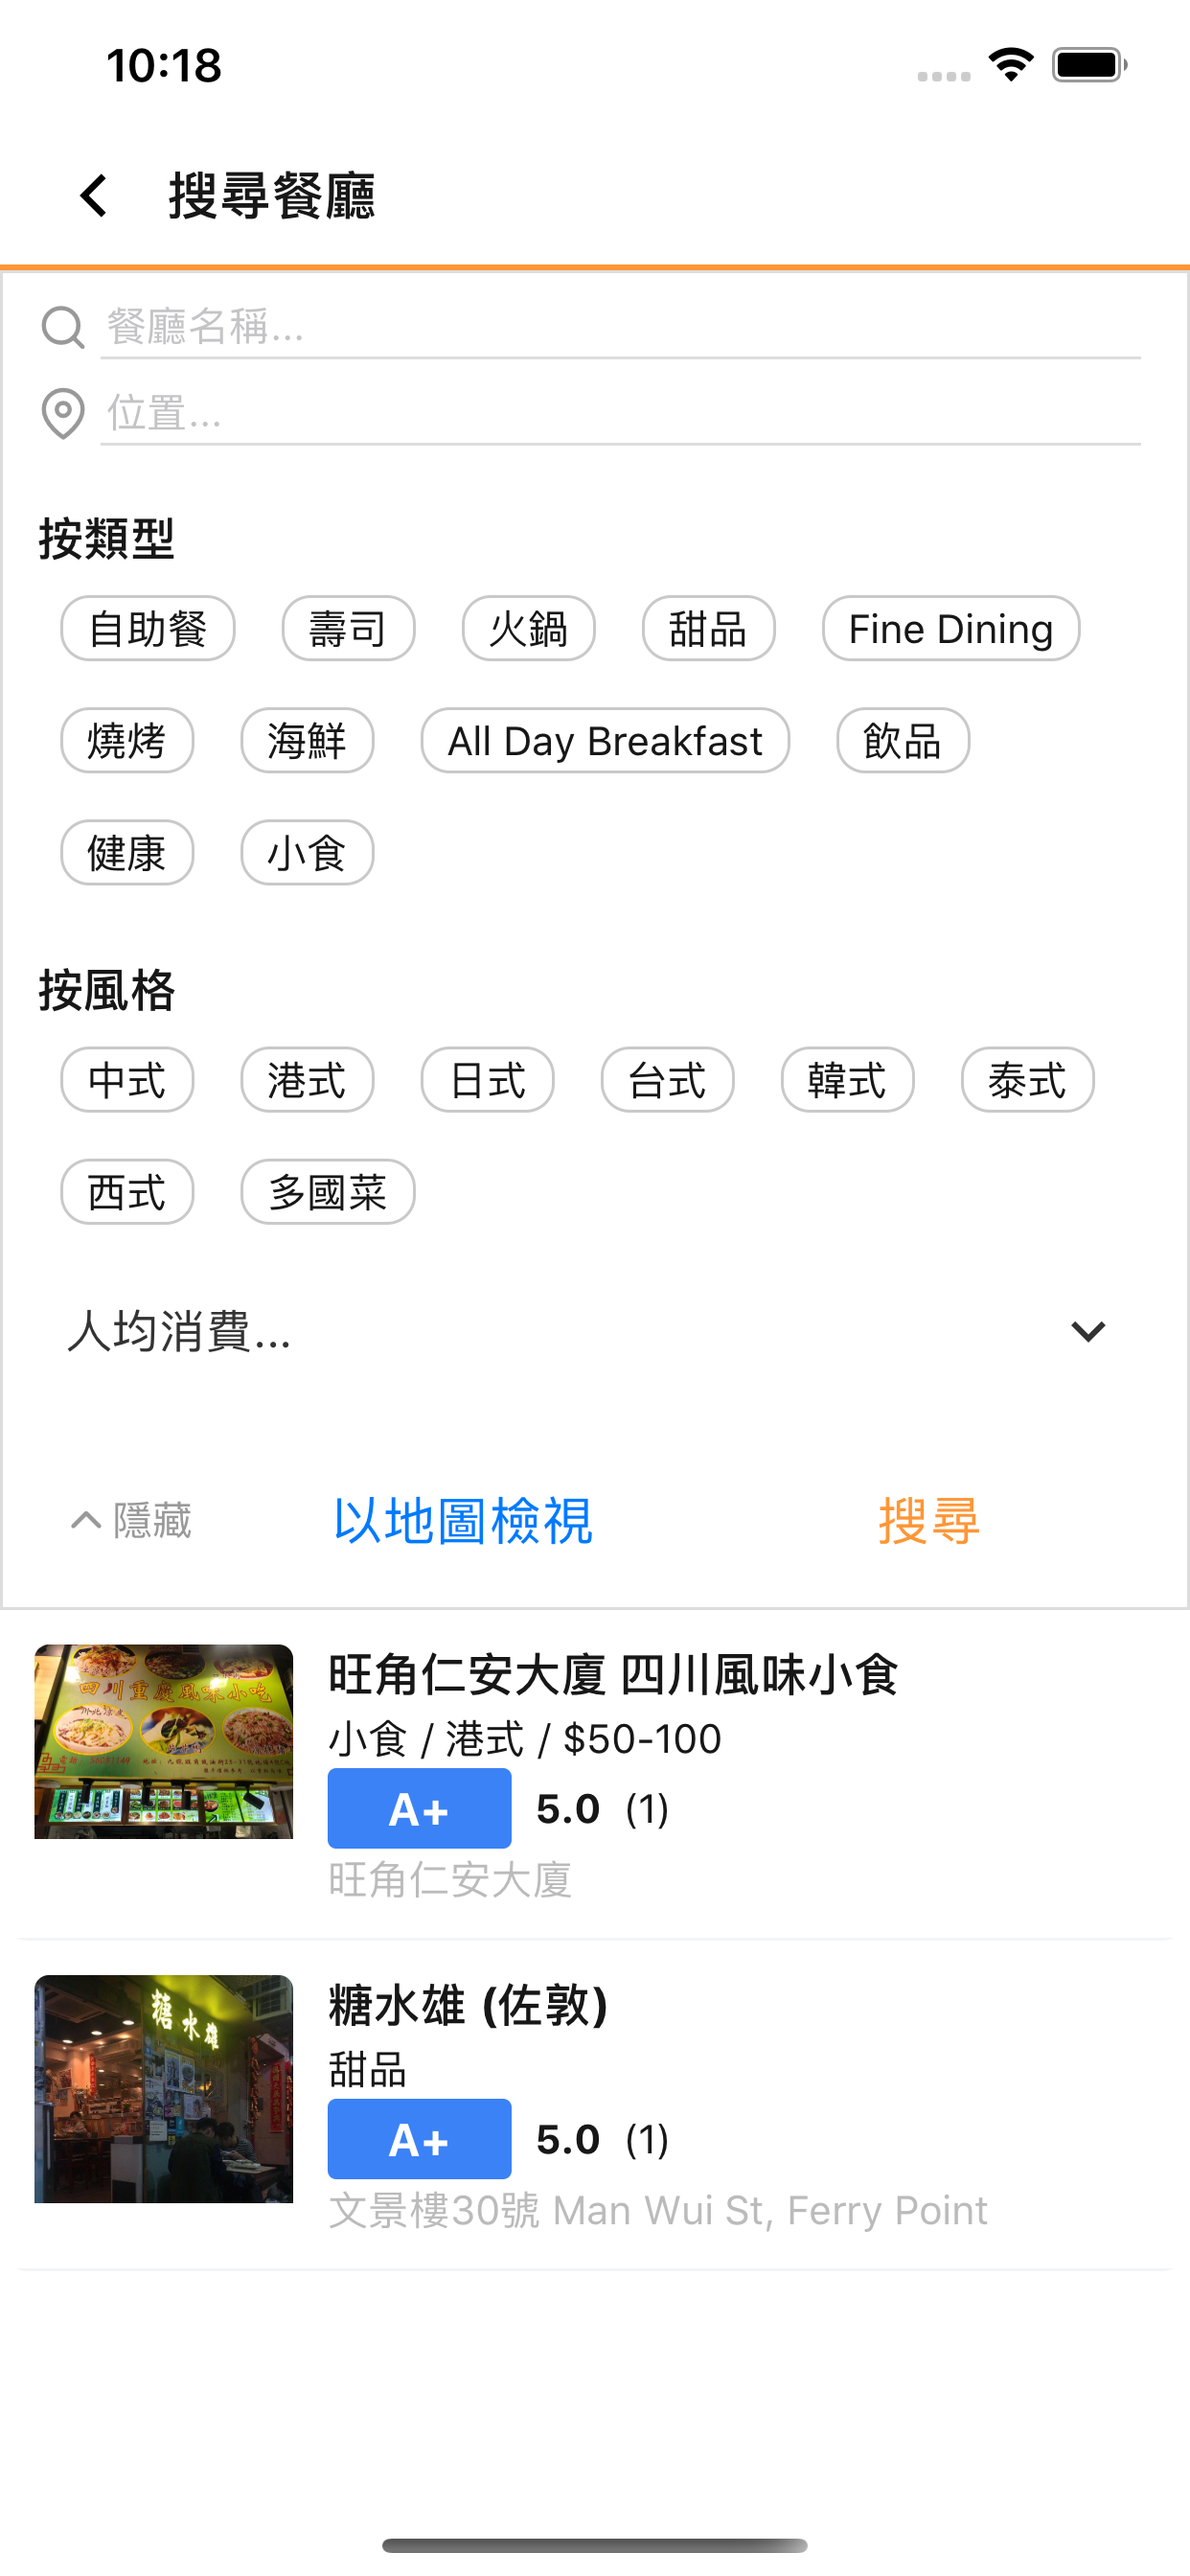 10:18
搜尋餐廳
餐廳名稱...
位置...
按類型
自助餐 壽司 火鍋 甜品 Fine Dining
燒烤 海鮮 All Day Breakfast 飲品
健康 小食
按風格
中式 港式 日式 台式 韓式 泰式
西式 多國菜
人均消費...
隱藏 以地圖檢視 搜尋
四川重慶風味小吃
旺角仁安大廈 四川風味小食
小食 / 港式 / $50-100
A+ 5.0 (1)
旺角仁安大廈
糖水雄
糖水雄 (佐敦)
甜品
A+ 5.0 (1)
文景樓30號 Man Wui St, Ferry Point